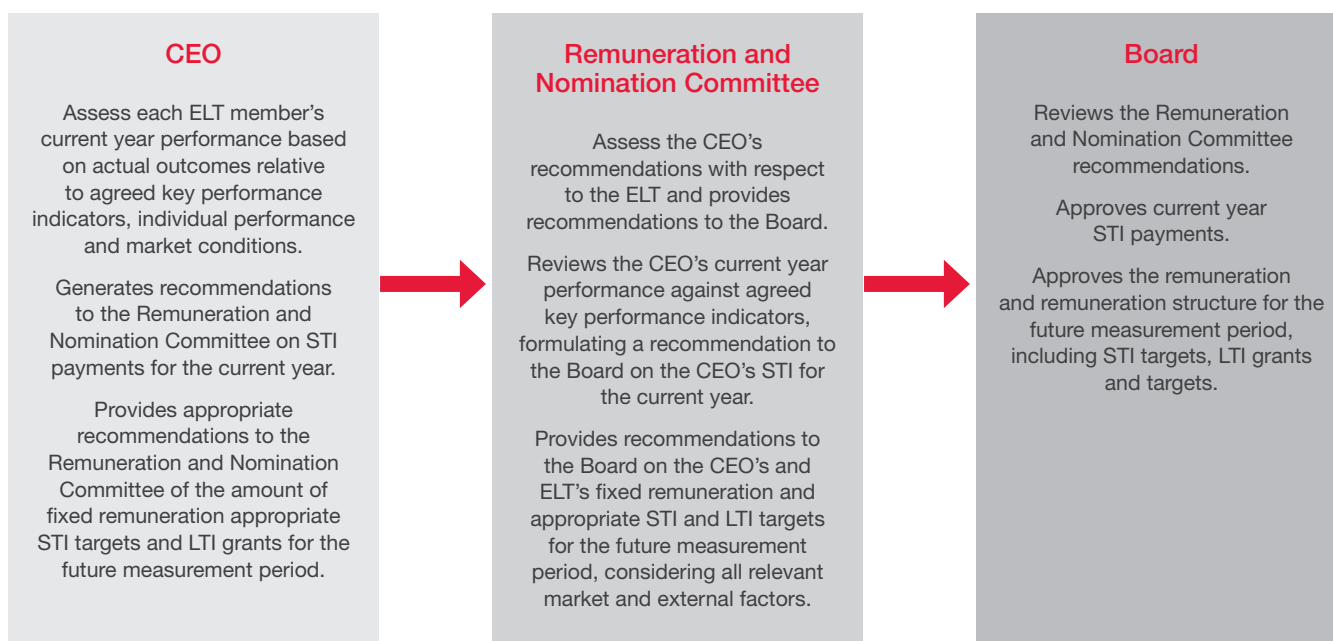 CEO
Assess each ELT member’s
current year performance based
on actual outcomes relative
to agreed key performance
indicators, individual performance
and market conditions.
Generates recommendations
to the Remuneration and
Nomination Committee on STI
payments for the current year.
Provides appropriate
recommendations to the
Remuneration and Nomination
Committee of the amount of
fixed remuneration appropriate
STI targets and LTI grants for the
future measurement period.
Remuneration and
Nomination Committee
Assess the CEO’s
recommendations with respect
to the ELT and provides
recommendations to the Board.
Reviews the CEO’s current year
performance against agreed
key performance indicators,
formulating a recommendation to
the Board on the CEO’s STI for
the current year.
Provides recommendations to
the Board on the CEO’s and
ELT’s fixed remuneration and
appropriate STI and LTI targets
for the future measurement
period, considering all relevant
market and external factors.
Board
Reviews the Remuneration
and Nomination Committee
recommendations.
Approves current year
STI payments.
Approves the remuneration
and remuneration structure for the
future measurement period,
including STI targets, LTI grants
and targets.